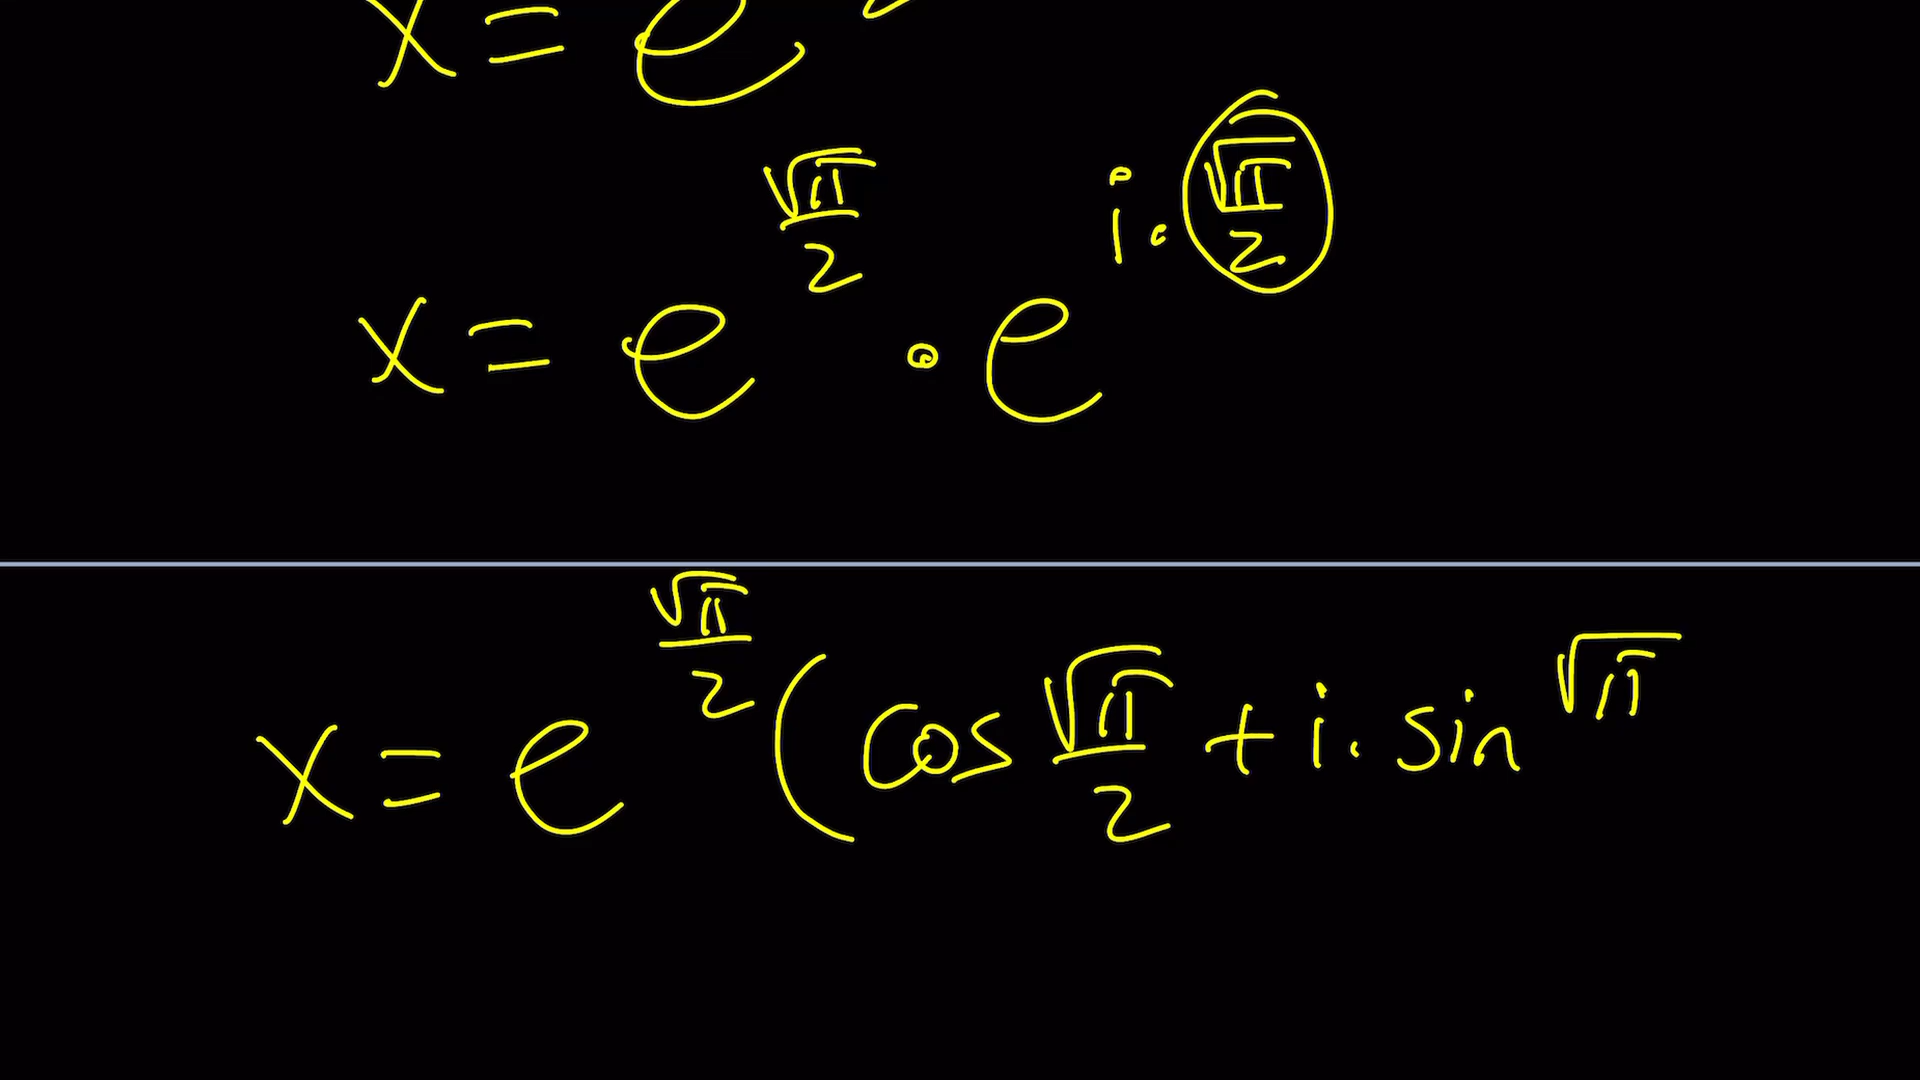 x = e
x = e^(√π/2) · e^(i·√π/2)
x = e^(√π/2) (cos √π/2 + i. sin √π